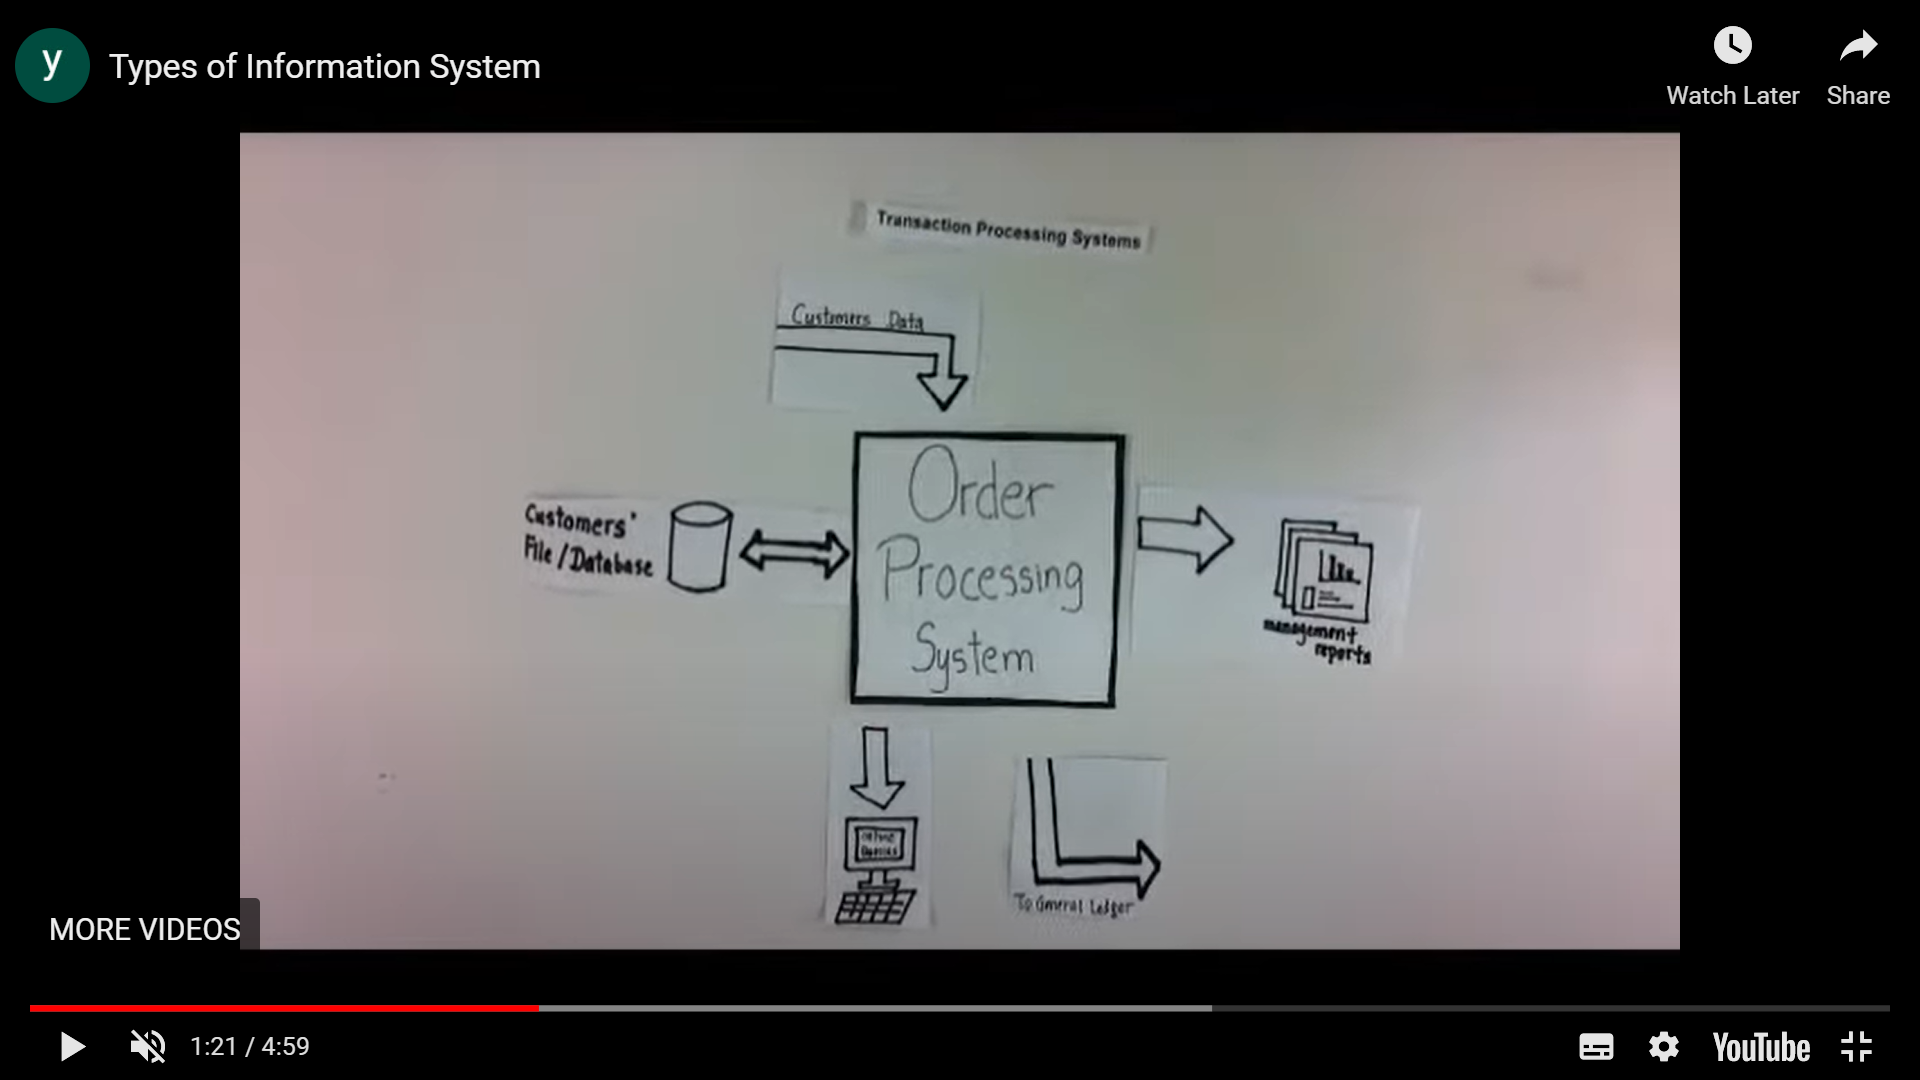 y
Types of Information System
Watch Later
Share
Transaction Processing Systems
Customers Data
Customers'
File/Database
Order
Processing
System
management
reports
To General Ledger
MORE VIDEOS
1:21 / 4:59
YouTube